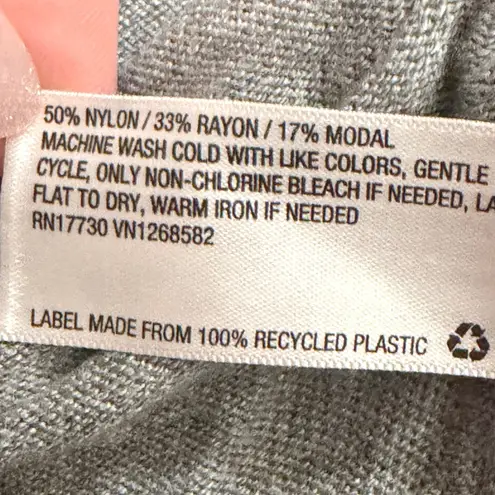 50% NYLON / 33% RAYON / 17% MODAL
MACHINE WASH COLD WITH LIKE COLORS, GENTLE
CYCLE, ONLY NON-CHLORINE BLEACH IF NEEDED, LA
FLAT TO DRY, WARM IRON IF NEEDED
RN17730 VN1268582
LABEL MADE FROM 100% RECYCLED PLASTIC